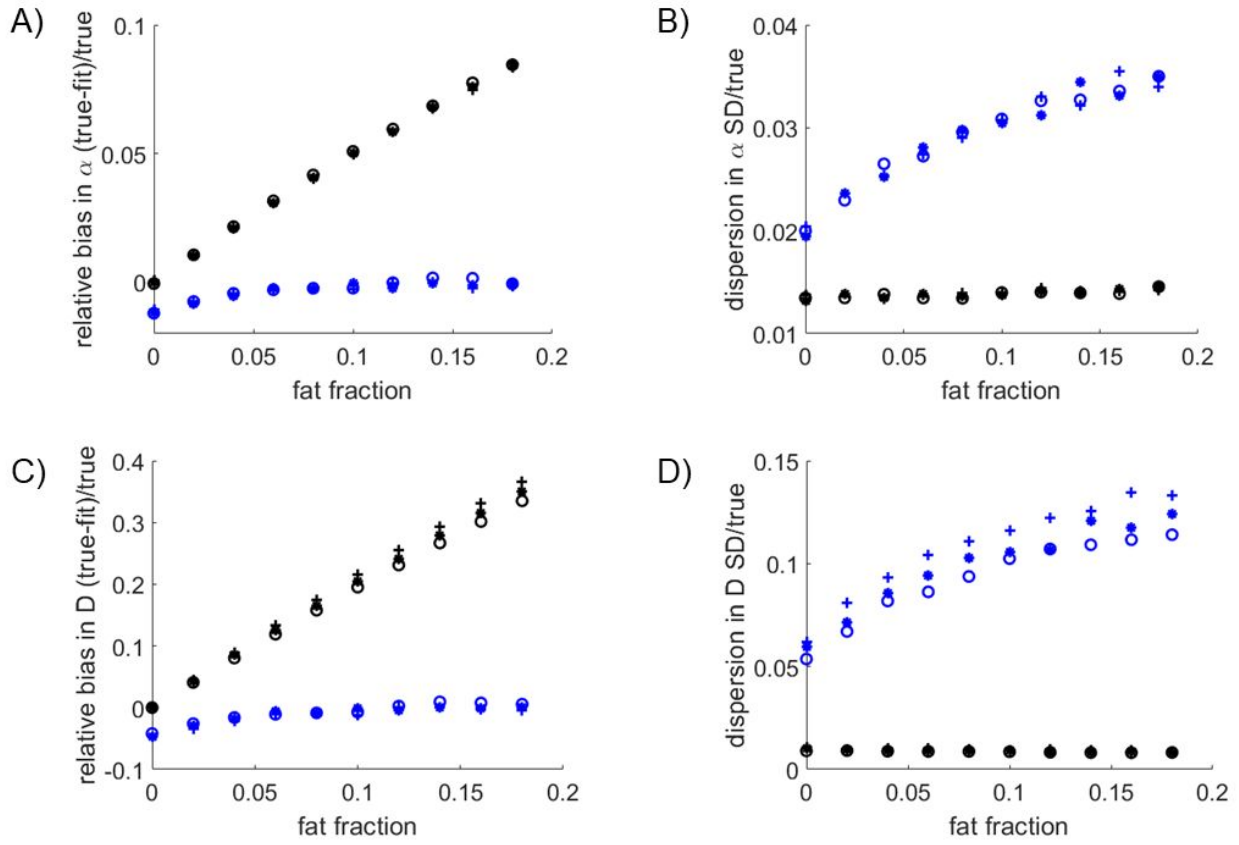 A)
relative bias in α (true-fit)/true
0.1
0.05
0
0 0.05 0.1 0.15 0.2
fat fraction
B)
dispersion in α SD/true
0.04
0.03
0.02
0.01
0 0.05 0.1 0.15 0.2
fat fraction
C)
relative bias in D (true-fit)/true
0.4
0.3
0.2
0.1
0
-0.1
0 0.05 0.1 0.15 0.2
fat fraction
D)
dispersion in D SD/true
0.15
0.1
0.05
0
0 0.05 0.1 0.15 0.2
fat fraction